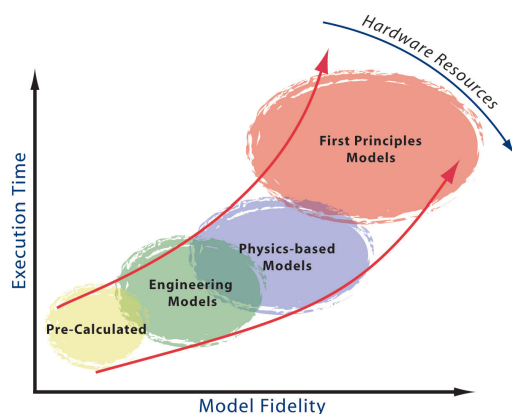 Hardware Resources
First Principles
Models
Physics-based
Models
Engineering
Models
Pre-Calculated
Execution Time
Model Fidelity